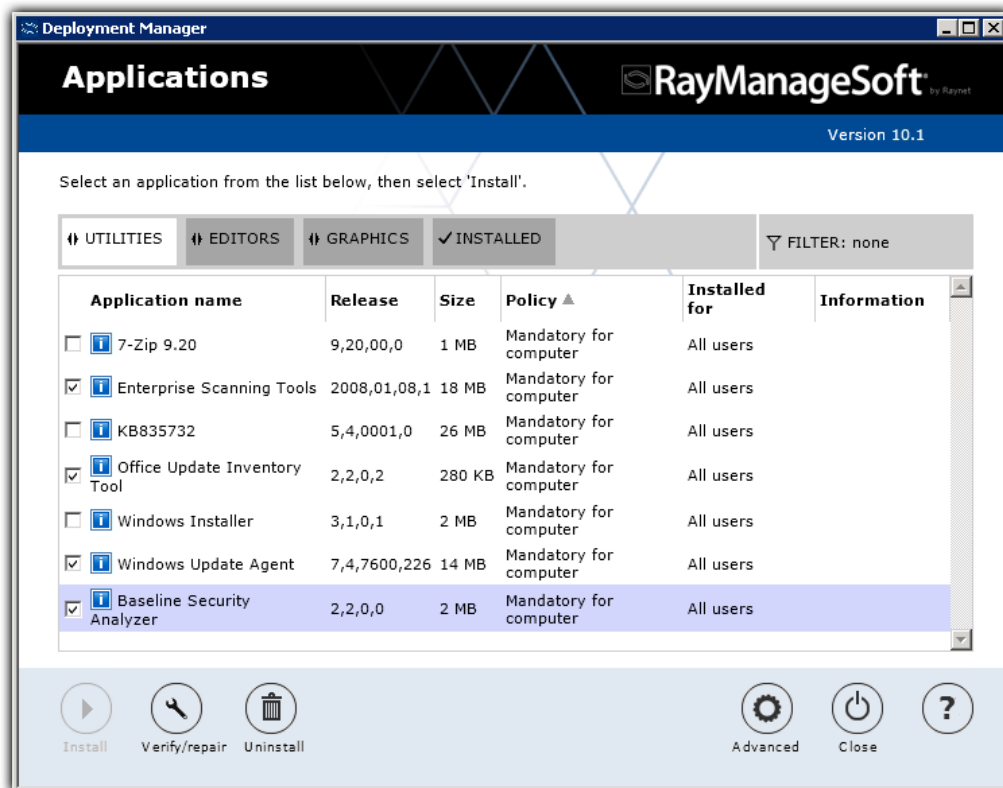 Deployment Manager
Applications
RayManageSoft
by Raynet
Version 10.1
Select an application from the list below, then select 'Install'.
UTILITIES EDITORS GRAPHICS INSTALLED FILTER: none
Application name Release Size Policy Installed for Information
7-Zip 9.20 9,20,00,0 1 MB Mandatory for computer All users
Enterprise Scanning Tools 2008,01,08,1 18 MB Mandatory for computer All users
KB835732 5,4,0001,0 26 MB Mandatory for computer All users
Office Update Inventory Tool 2,2,0,2 280 KB Mandatory for computer All users
Windows Installer 3,1,0,1 2 MB Mandatory for computer All users
Windows Update Agent 7,4,7600,226 14 MB Mandatory for computer All users
Baseline Security Analyzer 2,2,0,0 2 MB Mandatory for computer All users
Install Verify/repair Uninstall Advanced Close ?